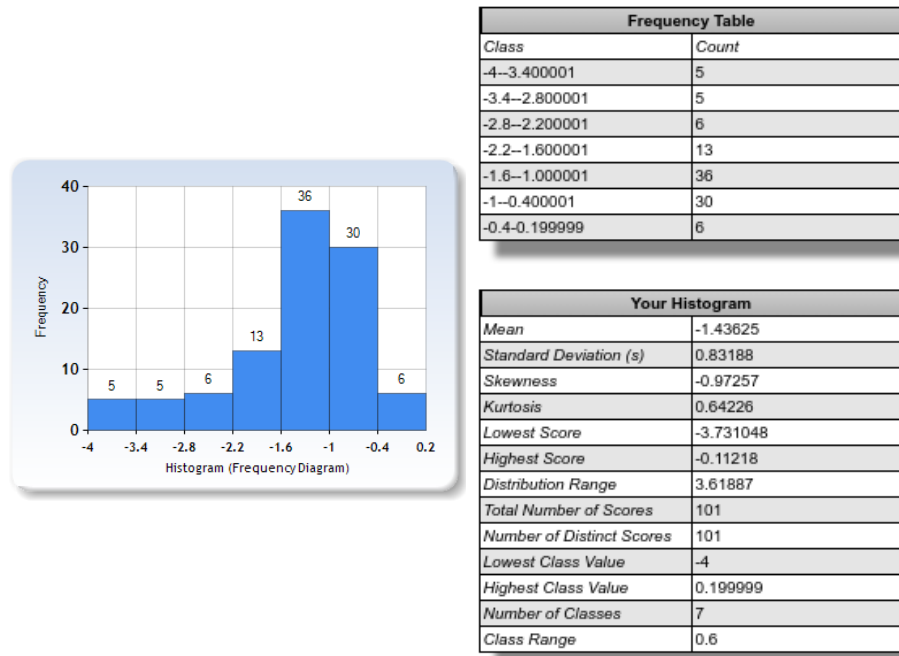 Frequency Table
Class Count
-4--3.400001 5
-3.4--2.800001 5
-2.8--2.200001 6
-2.2--1.600001 13
-1.6--1.000001 36
-1--0.400001 30
-0.4-0.199999 6
40
30
20
10
0
Frequency
5 5 6 13 36 30 6
-4 -3.4 -2.8 -2.2 -1.6 -1 -0.4 0.2
Histogram (Frequency Diagram)
Your Histogram
Mean -1.43625
Standard Deviation (s) 0.83188
Skewness -0.97257
Kurtosis 0.64226
Lowest Score -3.731048
Highest Score -0.11218
Distribution Range 3.61887
Total Number of Scores 101
Number of Distinct Scores 101
Lowest Class Value -4
Highest Class Value 0.199999
Number of Classes 7
Class Range 0.6